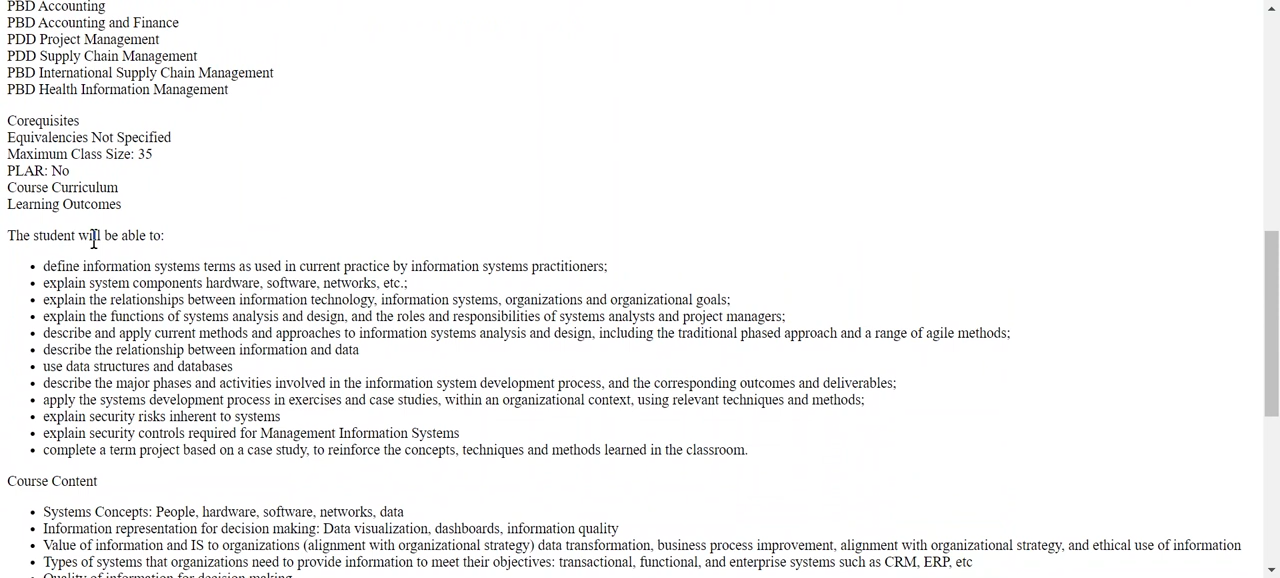 PBD Accounting
PBD Accounting and Finance
PDD Project Management
PDD Supply Chain Management
PBD International Supply Chain Management
PBD Health Information Management
Corequisites
Equivalencies Not Specified
Maximum Class Size: 35
PLAR: No
Course Curriculum
Learning Outcomes
The student will be able to:
• define information systems terms as used in current practice by information systems practitioners;
• explain system components hardware, software, networks, etc.;
• explain the relationships between information technology, information systems, organizations and organizational goals;
• explain the functions of systems analysis and design, and the roles and responsibilities of systems analysts and project managers;
• describe and apply current methods and approaches to information systems analysis and design, including the traditional phased approach and a range of agile methods;
• describe the relationship between information and data
• use data structures and databases
• describe the major phases and activities involved in the information system development process, and the corresponding outcomes and deliverables;
• apply the systems development process in exercises and case studies, within an organizational context, using relevant techniques and methods;
• explain security risks inherent to systems
• explain security controls required for Management Information Systems
• complete a term project based on a case study, to reinforce the concepts, techniques and methods learned in the classroom.
Course Content
• Systems Concepts: People, hardware, software, networks, data
• Information representation for decision making: Data visualization, dashboards, information quality
• Value of information and IS to organizations (alignment with organizational strategy) data transformation, business process improvement, alignment with organizational strategy, and ethical use of information
• Types of systems that organizations need to provide information to meet their objectives: transactional, functional, and enterprise systems such as CRM, ERP, etc
• Quality of information for decision making